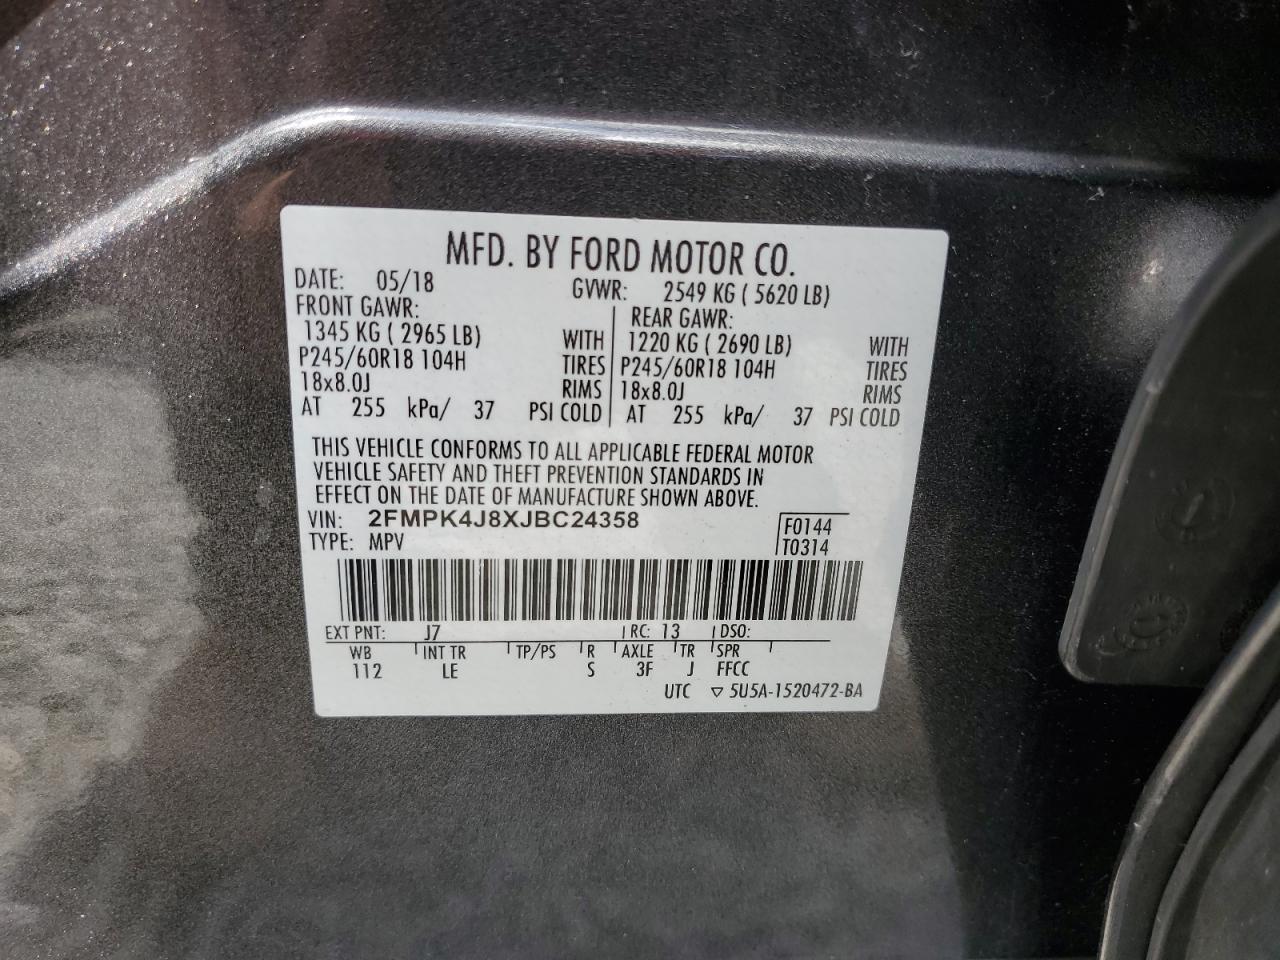 MFD. BY FORD MOTOR CO.
DATE: 05/18 GVWR: 2549 KG ( 5620 LB)
FRONT GAWR: REAR GAWR:
1345 KG ( 2965 LB) WITH 1220 KG ( 2690 LB) WITH
P245/60R18 104H TIRES P245/60R18 104H TIRES
18x8.0J RIMS 18x8.0J RIMS
AT 255 kPa/ 37 PSI COLD AT 255 kPa/ 37 PSI COLD
THIS VEHICLE CONFORMS TO ALL APPLICABLE FEDERAL MOTOR
VEHICLE SAFETY AND THEFT PREVENTION STANDARDS IN
EFFECT ON THE DATE OF MANUFACTURE SHOWN ABOVE.
VIN: 2FMPK4J8XJBC24358 F0144
TYPE: MPV T0314
EXT PNT: J7 RC: 13 DSO:
WB INT TR TP/PS R AXLE TR SPR
112 LE S 3F J FFCC
UTC ▽ 5U5A-1520472-BA